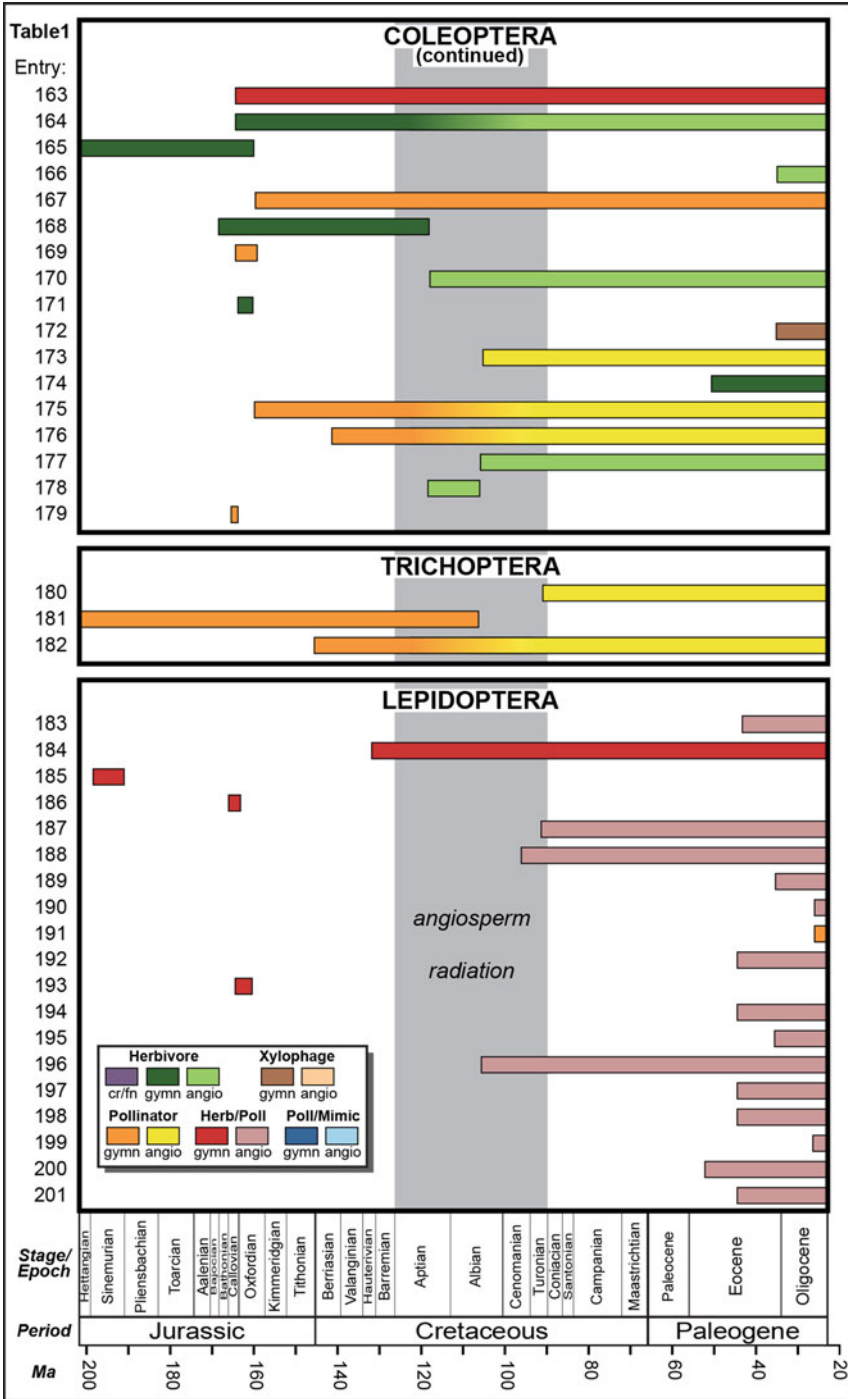 Table1
COLEOPTERA
(continued)
Entry:
163
164
165
166
167
168
169
170
171
172
173
174
175
176
177
178
179
TRICHOPTERA
180
181
182
LEPIDOPTERA
183
184
185
186
187
188
189
190
191
192
193
194
195
196
197
198
199
200
201
angiosperm
radiation
Herbivore Xylophage
cr/fn gymn angio gymn angio
Pollinator Herb/Poll Poll/Mimic
gymn angio gymn angio gymn angio
Stage/
Epoch
Hettangian
Sinemurian
Pliensbachian
Toarcian
Aalenian
Bajocian
Bathonian
Callovian
Oxfordian
Kimmeridgian
Tithonian
Berriasian
Valanginian
Hauterivian
Barremian
Aptian
Albian
Cenomanian
Turonian
Coniacian
Santonian
Campanian
Maastrichtian
Paleocene
Eocene
Oligocene
Period Jurassic Cretaceous Paleogene
Ma 200 180 160 140 120 100 80 60 40 20